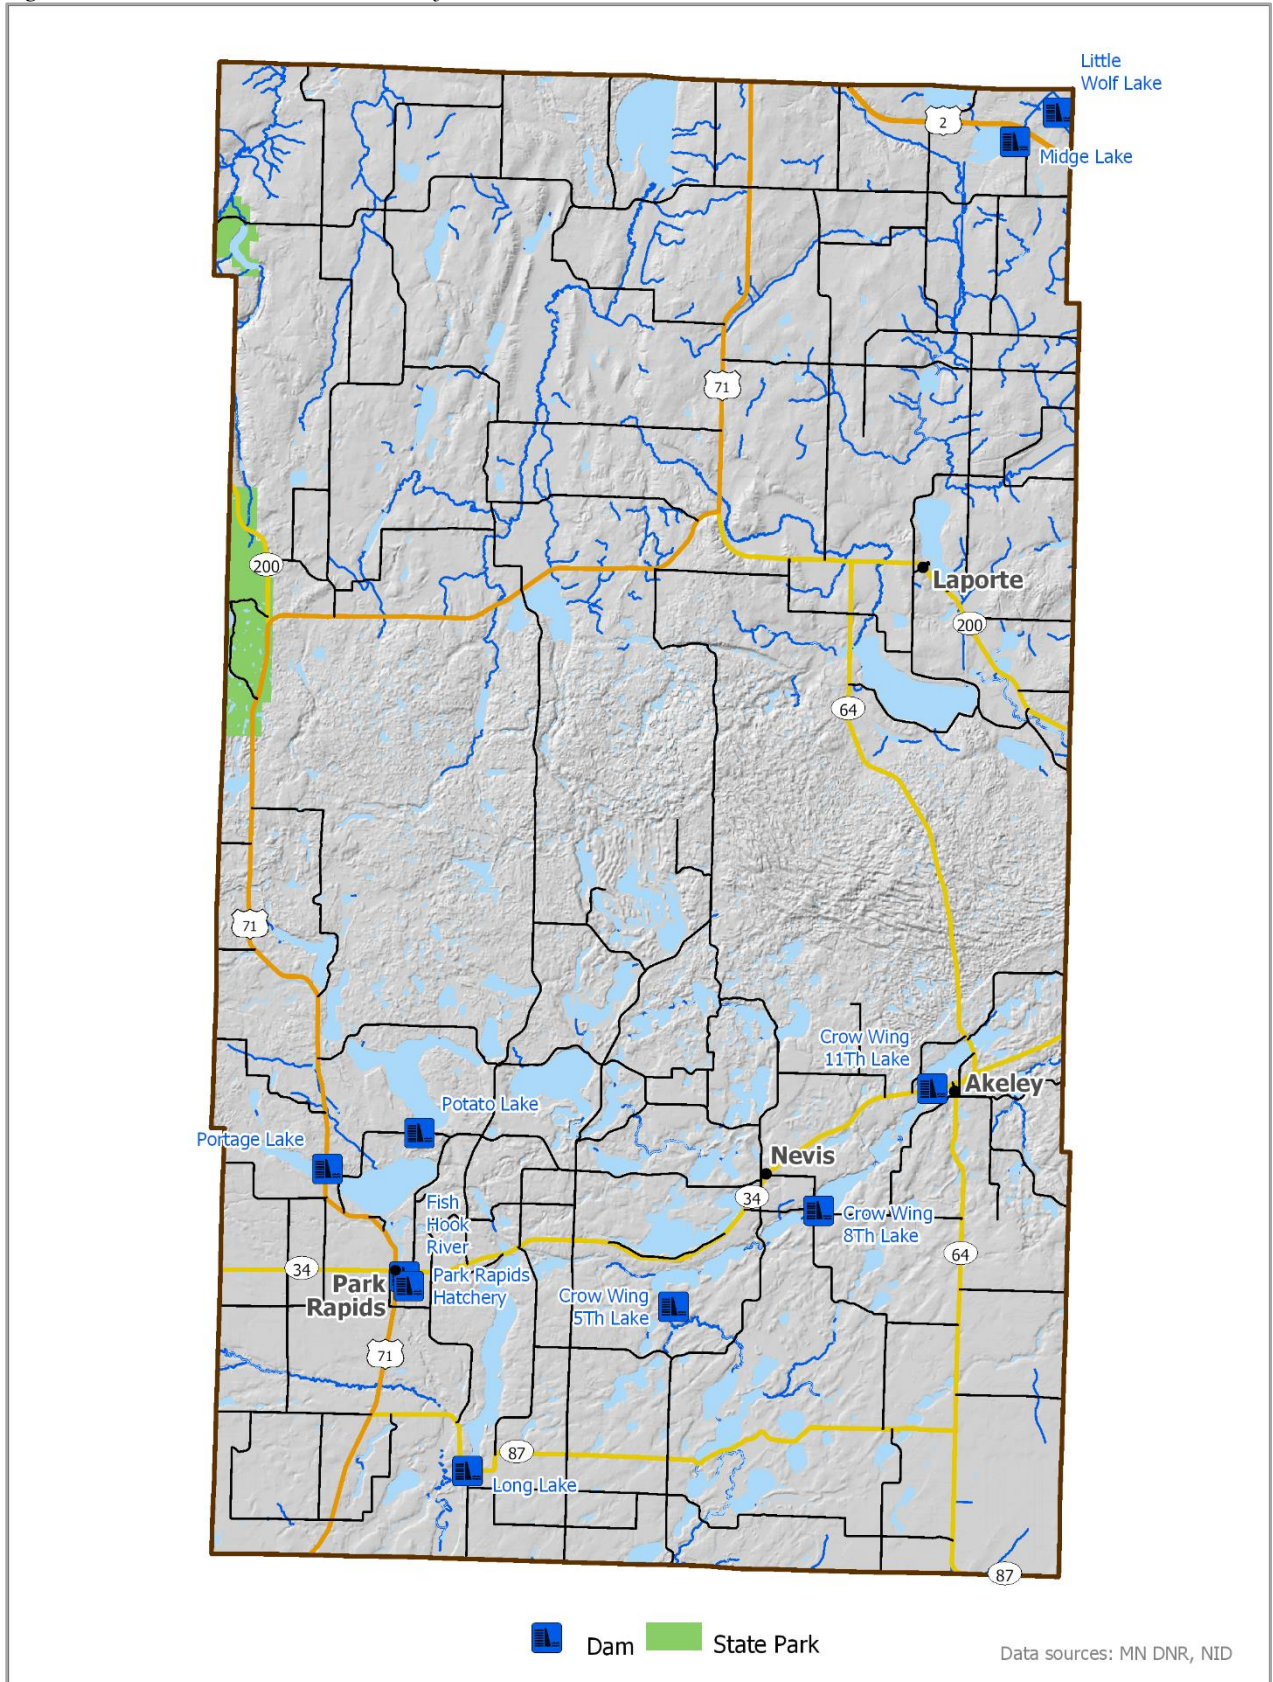 Little
Wolf Lake
2
Midge Lake
71
200
Laporte
200
64
71
Crow Wing
11Th Lake
Akeley
Potato Lake
Portage Lake
Nevis
34
Fish
Hook
River
Crow Wing
8Th Lake
64
34
Park
Rapids
Park Rapids
Hatchery
Crow Wing
5Th Lake
71
87
Long Lake
87
Dam
State Park
Data sources: MN DNR, NID